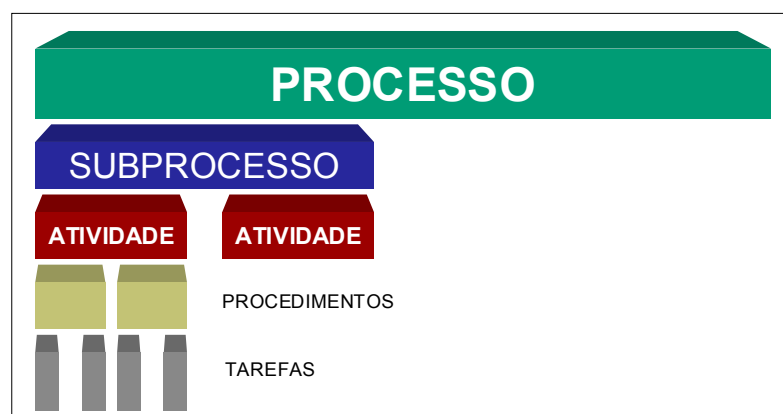 PROCESSO
SUBPROCESSO
ATIVIDADE ATIVIDADE
PROCEDIMENTOS
TAREFAS